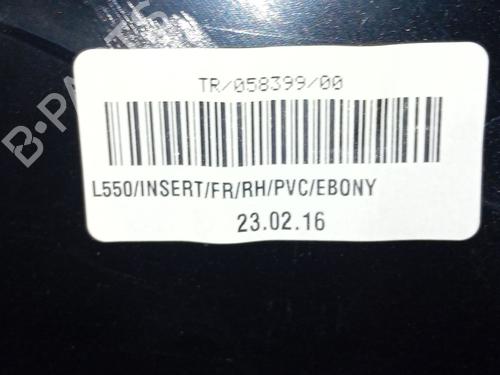 TR/058399/00
L550/INSERT/FR/RH/PVC/EBONY
23.02.16
B-PARTS